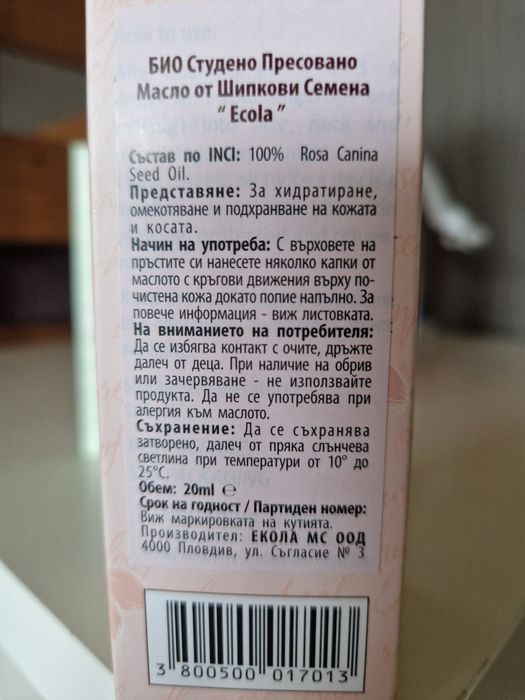 БИО Студено Пресовано
Масло от Шипкови Семена
“ Ecola ”
Състав по INCI: 100% Rosa Canina
Seed Oil.
Представяне: За хидратиране,
омекотяване и подхранване на кожата
и косата.
Начин на употреба: С върховете на
пръстите си нанесете няколко капки от
маслото с кръгови движения върху по-
чистена кожа докато попие напълно. За
повече информация - виж листовката.
На вниманието на потребителя:
Да се избягва контакт с очите, дръжте
далеч от деца. При наличие на обрив
или зачервяване - не използвайте
продукта. Да не се употребява при
алергия към маслото.
Съхранение: Да се съхранява
затворено, далеч от пряка слънчева
светлина при температури от 10° до
25°C.
Обем: 20ml ℮
Срок на годност / Партиден номер:
Виж маркировката на кутията.
Производител: ЕКОЛА МС ООД
4000 Пловдив, ул. Съгласие № 3
3 800500 017013